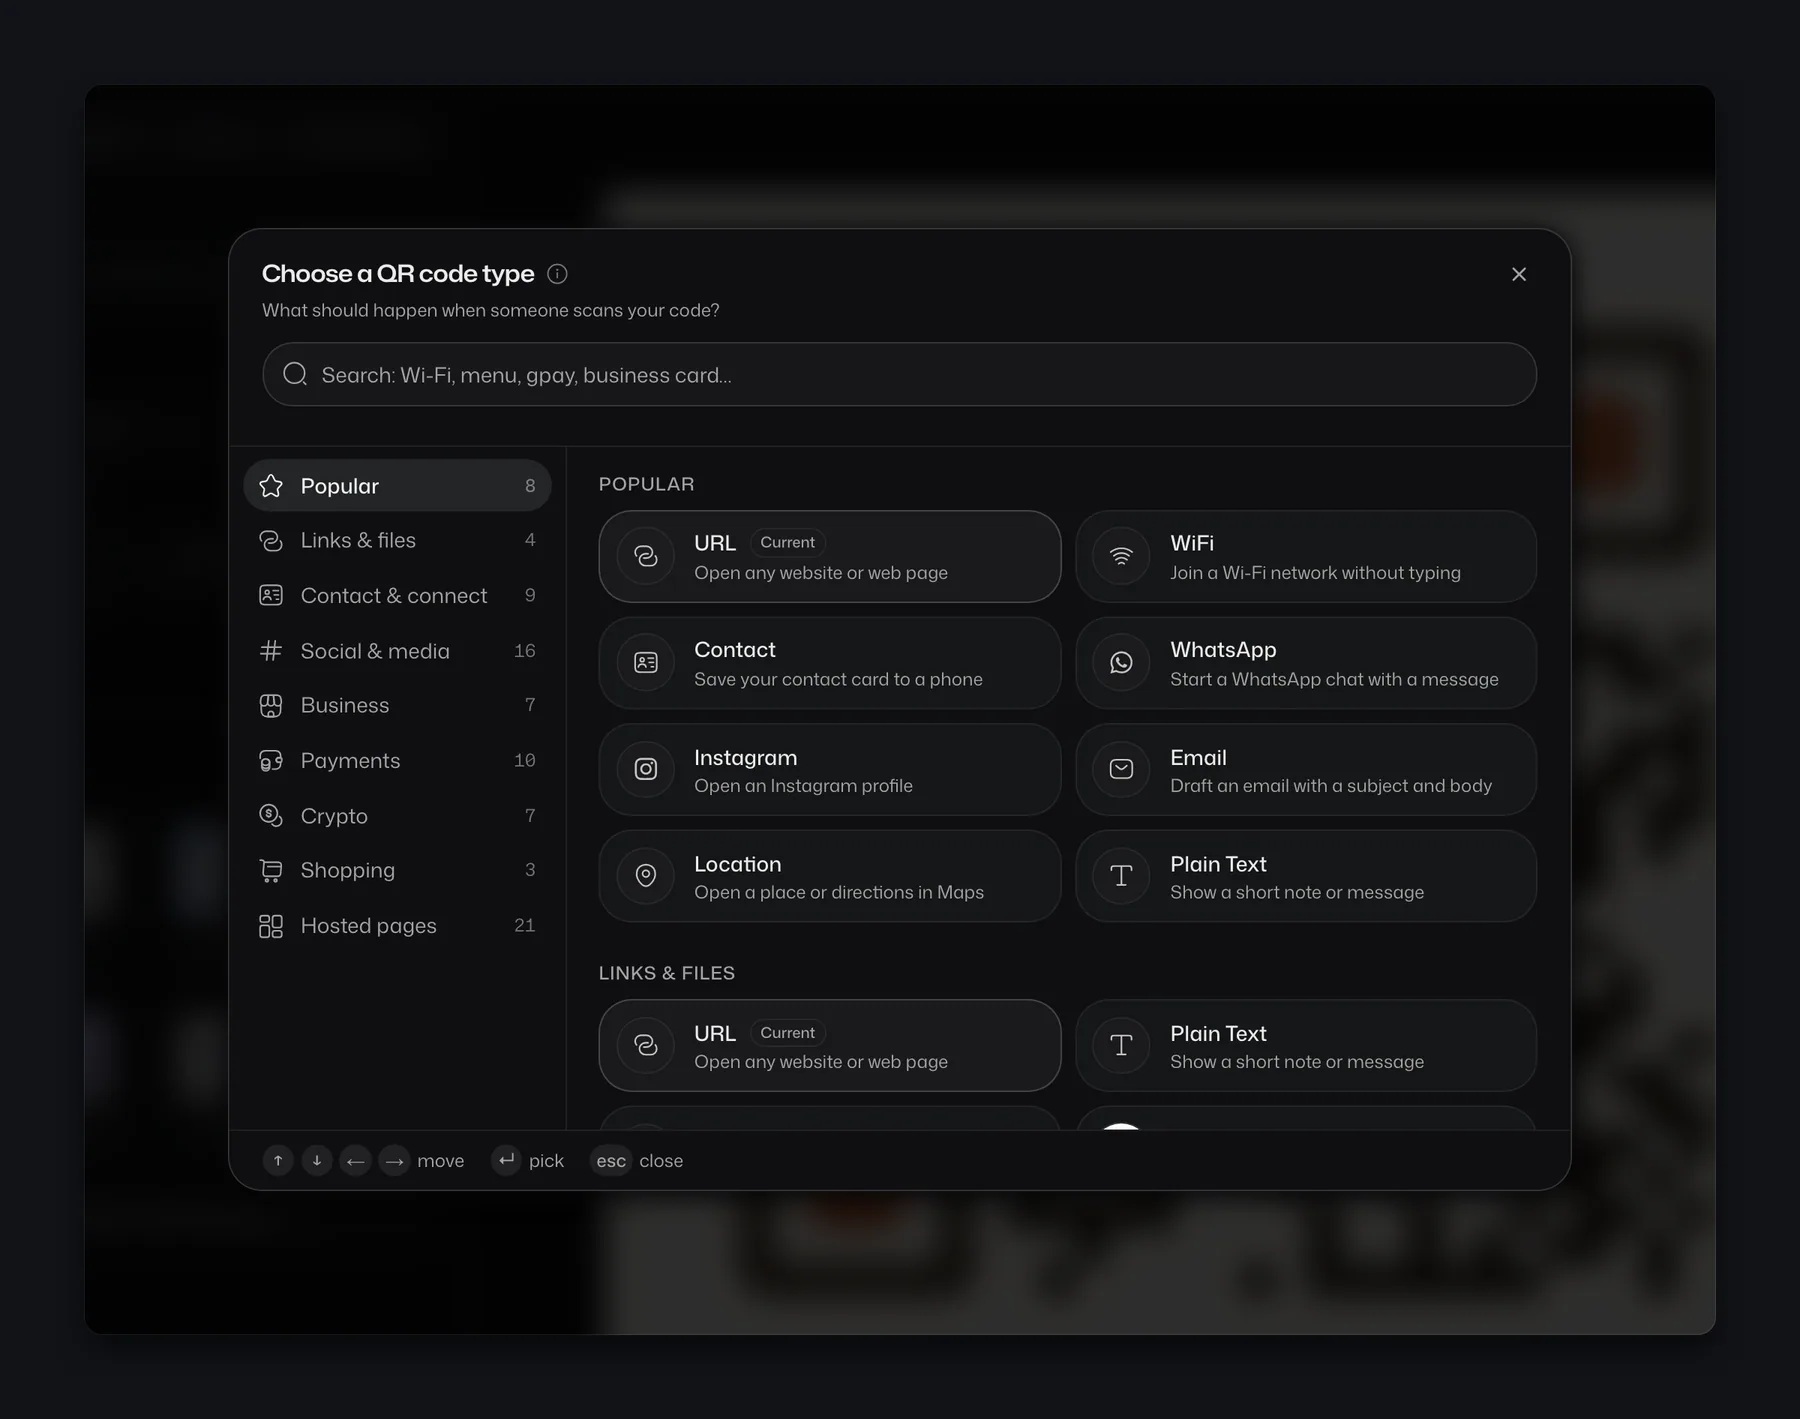 Choose a QR code type
What should happen when someone scans your code?
Search: Wi-Fi, menu, gpay, business card...
Popular 8
Links & files 4
Contact & connect 9
Social & media 16
Business 7
Payments 10
Crypto 7
Shopping 3
Hosted pages 21
POPULAR
URL Current
Open any website or web page
WiFi
Join a Wi-Fi network without typing
Contact
Save your contact card to a phone
WhatsApp
Start a WhatsApp chat with a message
Instagram
Open an Instagram profile
Email
Draft an email with a subject and body
Location
Open a place or directions in Maps
Plain Text
Show a short note or message
LINKS & FILES
URL Current
Open any website or web page
Plain Text
Show a short note or message
↑ ↓ ← → move ↵ pick esc close